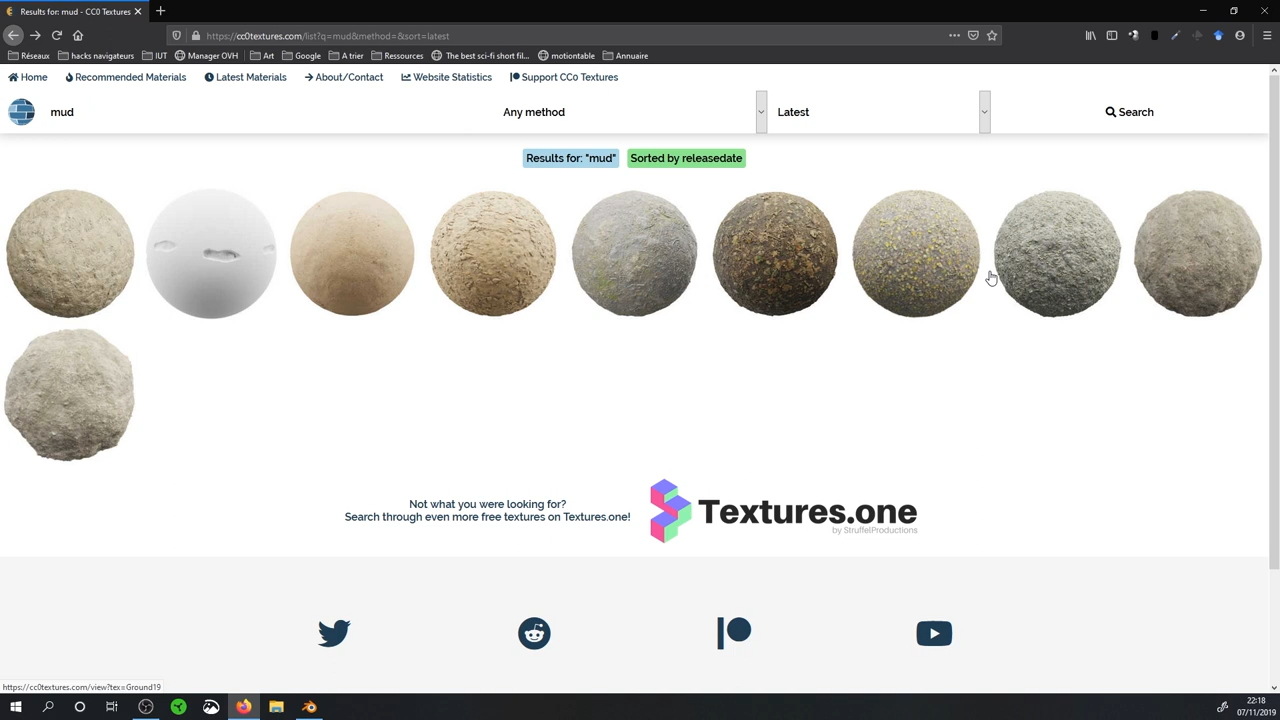 Results for: mud - CC0 Textures
https://cc0textures.com/list?q=mud&method=&sort=latest
Réseaux
hacks navigateurs
IUT
Manager OVH
Art
Google
A trier
Ressources
The best sci-fi short fil...
motiontable
Annuaire
Home
Recommended Materials
Latest Materials
About/Contact
Website Statistics
Support CC0 Textures
mud
Any method
Latest
Search
Results for: "mud"
Sorted by releasedate
Not what you were looking for?
Search through even more free textures on Textures.one!
Textures.one
by StruffelProductions
https://cc0textures.com/view?tex=Ground19
22:18
07/11/2019